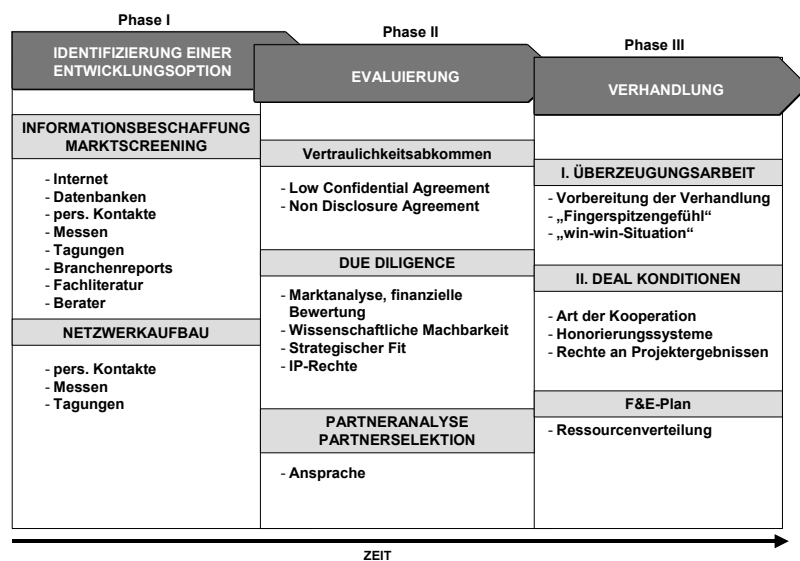 Phase I
IDENTIFIZIERUNG EINER
ENTWICKLUNGSOPTION
INFORMATIONSBESCHAFFUNG
MARKTSCREENING
- Internet
- Datenbanken
- pers. Kontakte
- Messen
- Tagungen
- Branchenreports
- Fachliteratur
- Berater
NETZWERKAUFBAU
- pers. Kontakte
- Messen
- Tagungen
Phase II
EVALUIERUNG
Vertraulichkeitsabkommen
- Low Confidential Agreement
- Non Disclosure Agreement
DUE DILIGENCE
- Marktanalyse, finanzielle
Bewertung
- Wissenschaftliche Machbarkeit
- Strategischer Fit
- IP-Rechte
PARTNERANALYSE
PARTNERSELEKTION
- Ansprache
Phase III
VERHANDLUNG
I. ÜBERZEUGUNGSARBEIT
- Vorbereitung der Verhandlung
- „Fingerspitzengefühl“
- „win-win-Situation“
II. DEAL KONDITIONEN
- Art der Kooperation
- Honorierungssysteme
- Rechte an Projektergebnissen
F&E-Plan
- Ressourcenverteilung
ZEIT